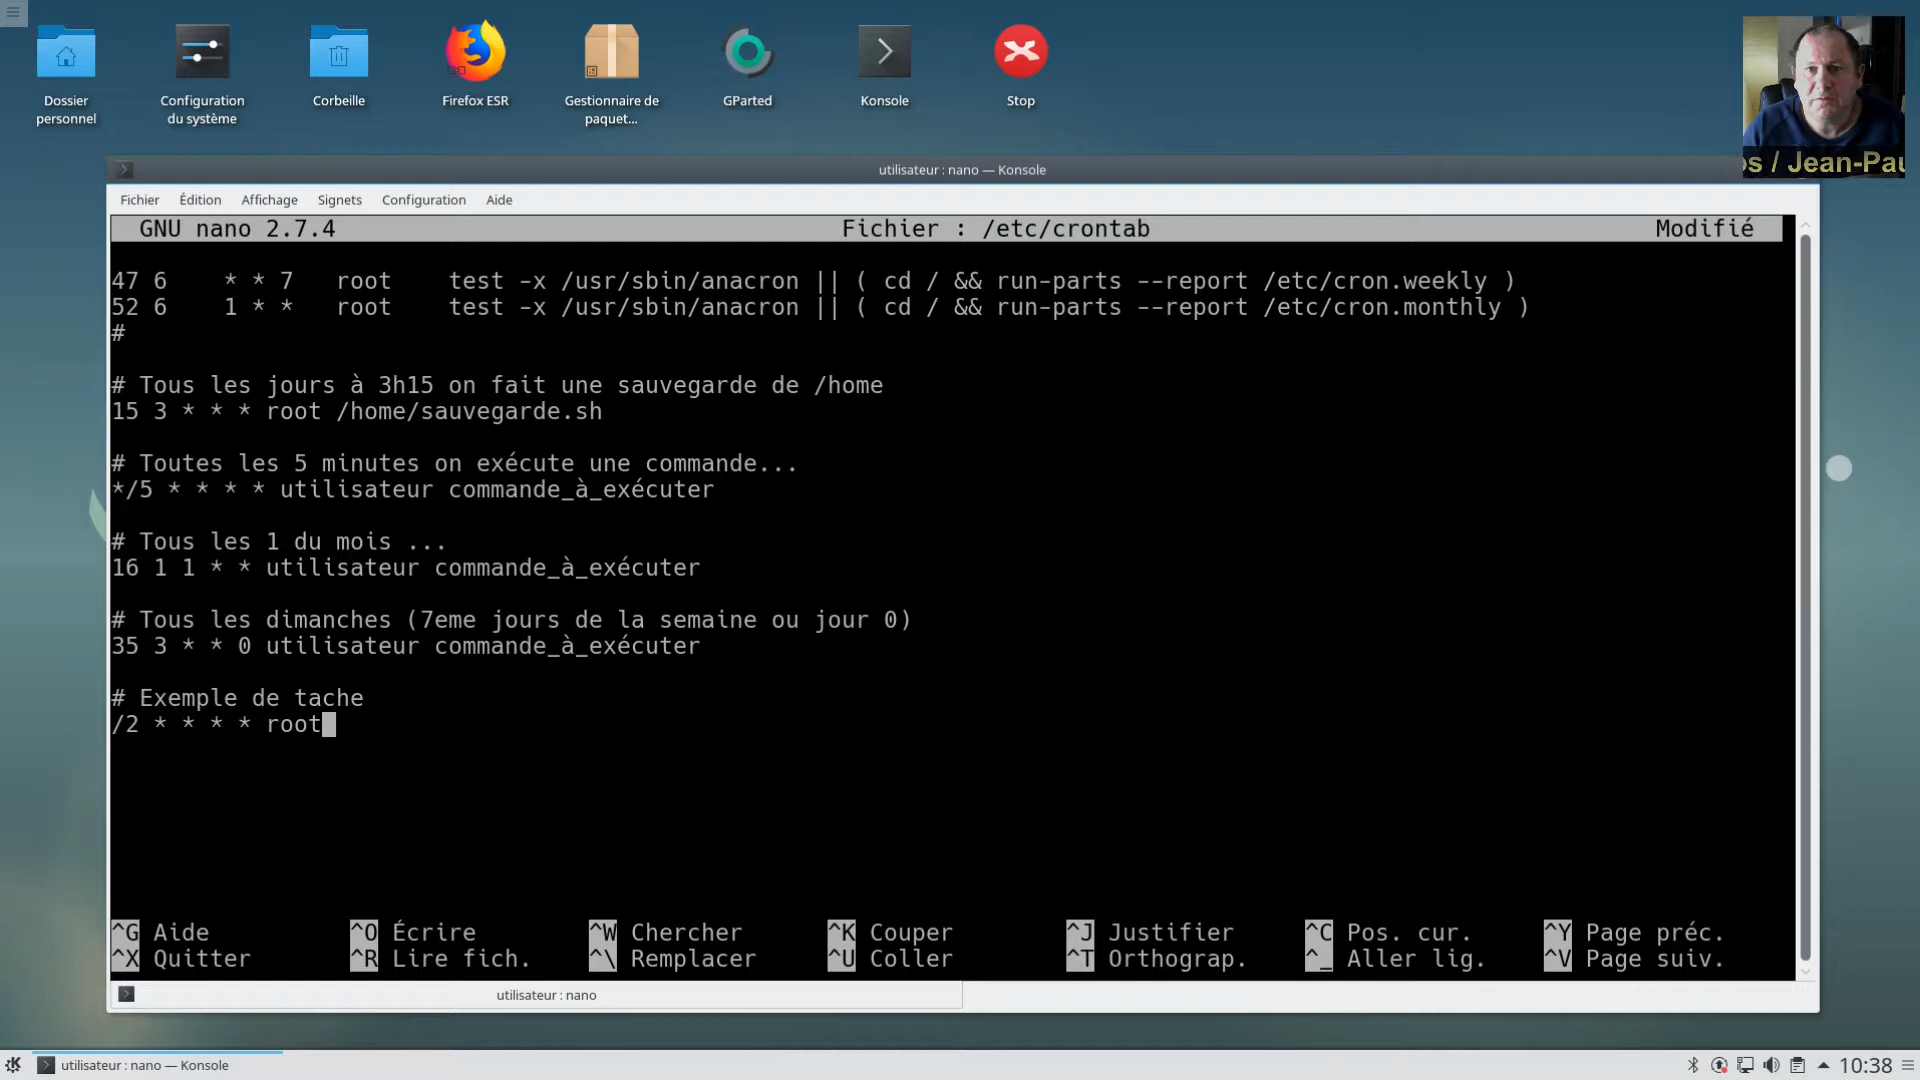 Dossier personnel
Configuration du système
Corbeille
Firefox ESR
Gestionnaire de paquet...
GParted
Konsole
Stop
os / Jean-Pau
utilisateur : nano — Konsole
Fichier Édition Affichage Signets Configuration Aide
GNU nano 2.7.4 Fichier : /etc/crontab Modifié
47 6 * * 7 root test -x /usr/sbin/anacron || ( cd / && run-parts --report /etc/cron.weekly )
52 6 1 * * root test -x /usr/sbin/anacron || ( cd / && run-parts --report /etc/cron.monthly )
#
# Tous les jours à 3h15 on fait une sauvegarde de /home
15 3 * * * root /home/sauvegarde.sh
# Toutes les 5 minutes on exécute une commande...
*/5 * * * * utilisateur commande_à_exécuter
# Tous les 1 du mois ...
16 1 1 * * utilisateur commande_à_exécuter
# Tous les dimanches (7eme jours de la semaine ou jour 0)
35 3 * * 0 utilisateur commande_à_exécuter
# Exemple de tache
/2 * * * * root
^G Aide ^O Écrire ^W Chercher ^K Couper ^J Justifier ^C Pos. cur. ^Y Page préc.
^X Quitter ^R Lire fich. ^\ Remplacer ^U Coller ^T Orthograp. ^_ Aller lig. ^V Page suiv.
utilisateur : nano
utilisateur : nano — Konsole
10:38